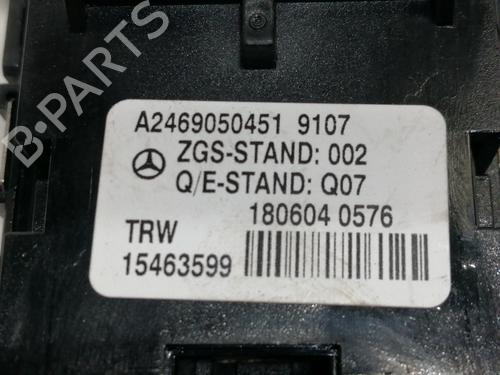 A2469050451 9107
ZGS-STAND: 002
Q/E-STAND: Q07
180604 0576
TRW
15463599
B-PARTS